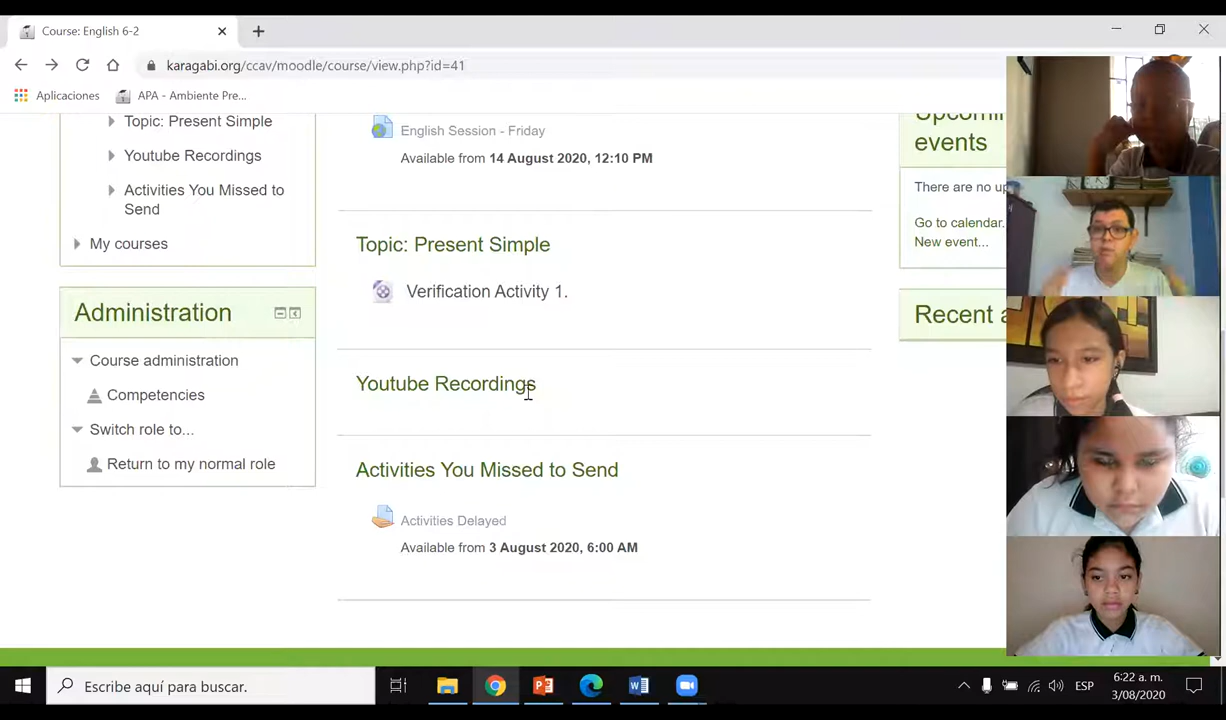 Course: English 6-2
karagabi.org/ccav/moodle/course/view.php?id=41
Aplicaciones
APA - Ambiente Pre...
Topic: Present Simple
Youtube Recordings
Activities You Missed to
Send
My courses
Administration
Course administration
Competencies
Switch role to...
Return to my normal role
English Session - Friday
Available from 14 August 2020, 12:10 PM
Topic: Present Simple
Verification Activity 1.
Youtube Recordings
Activities You Missed to Send
Activities Delayed
Available from 3 August 2020, 6:00 AM
events
There are no up
Go to calendar.
New event...
Recent a
Escribe aquí para buscar.
ESP
6:22 a. m.
3/08/2020